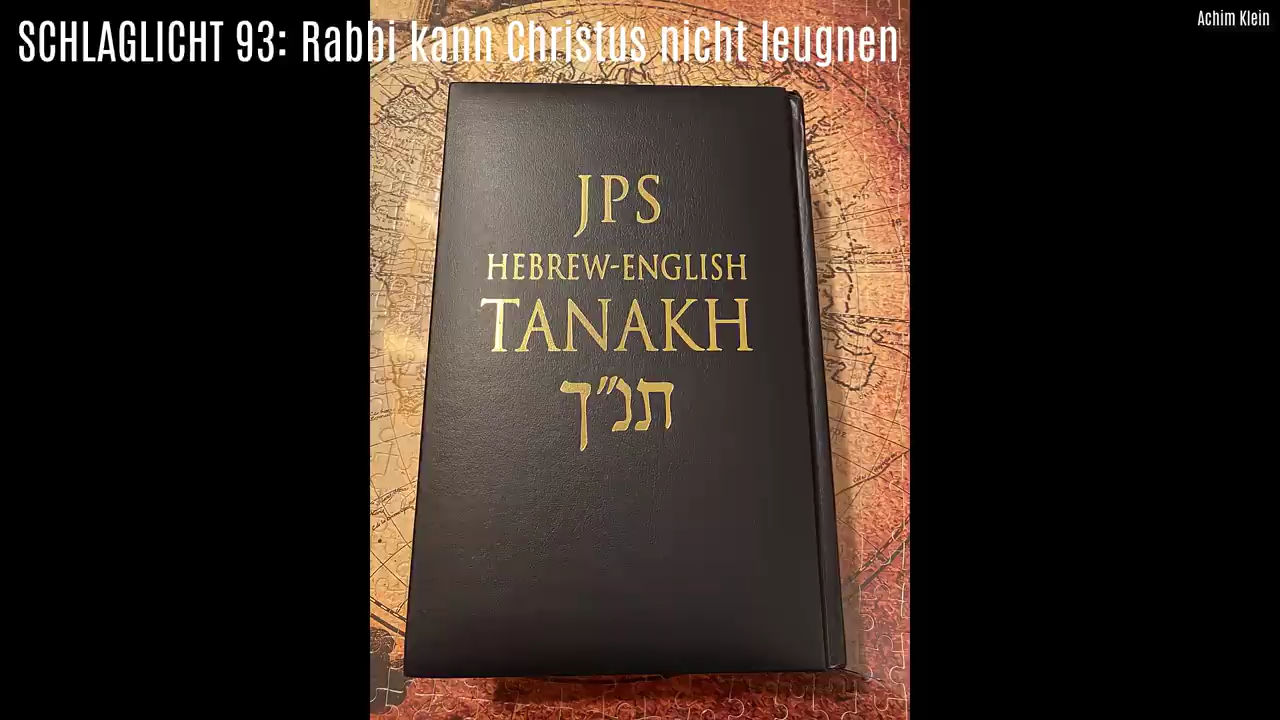 SCHLAGLICHT 93: Rabbi kann Christus nicht leugnen
Achim Klein
JPS
HEBREW-ENGLISH
TANAKH
תנ״ך